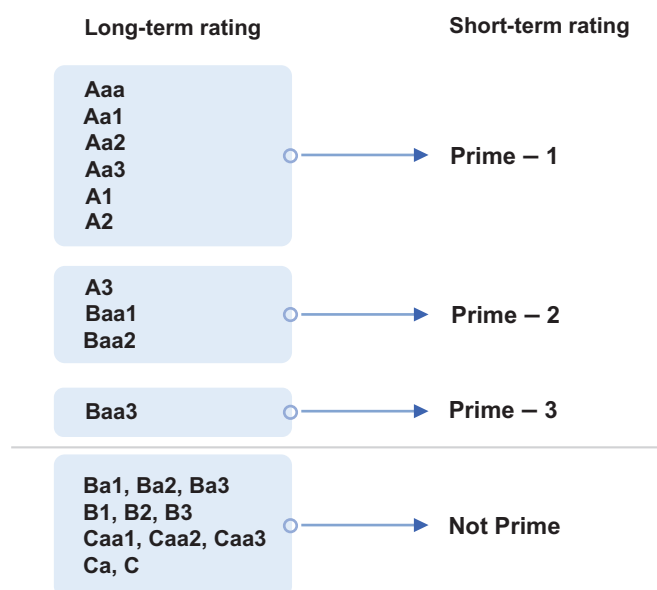 Long-term rating
Short-term rating
Aaa
Aa1
Aa2
Aa3
A1
A2
Prime – 1
A3
Baa1
Baa2
Prime – 2
Baa3
Prime – 3
Ba1, Ba2, Ba3
B1, B2, B3
Caa1, Caa2, Caa3
Ca, C
Not Prime